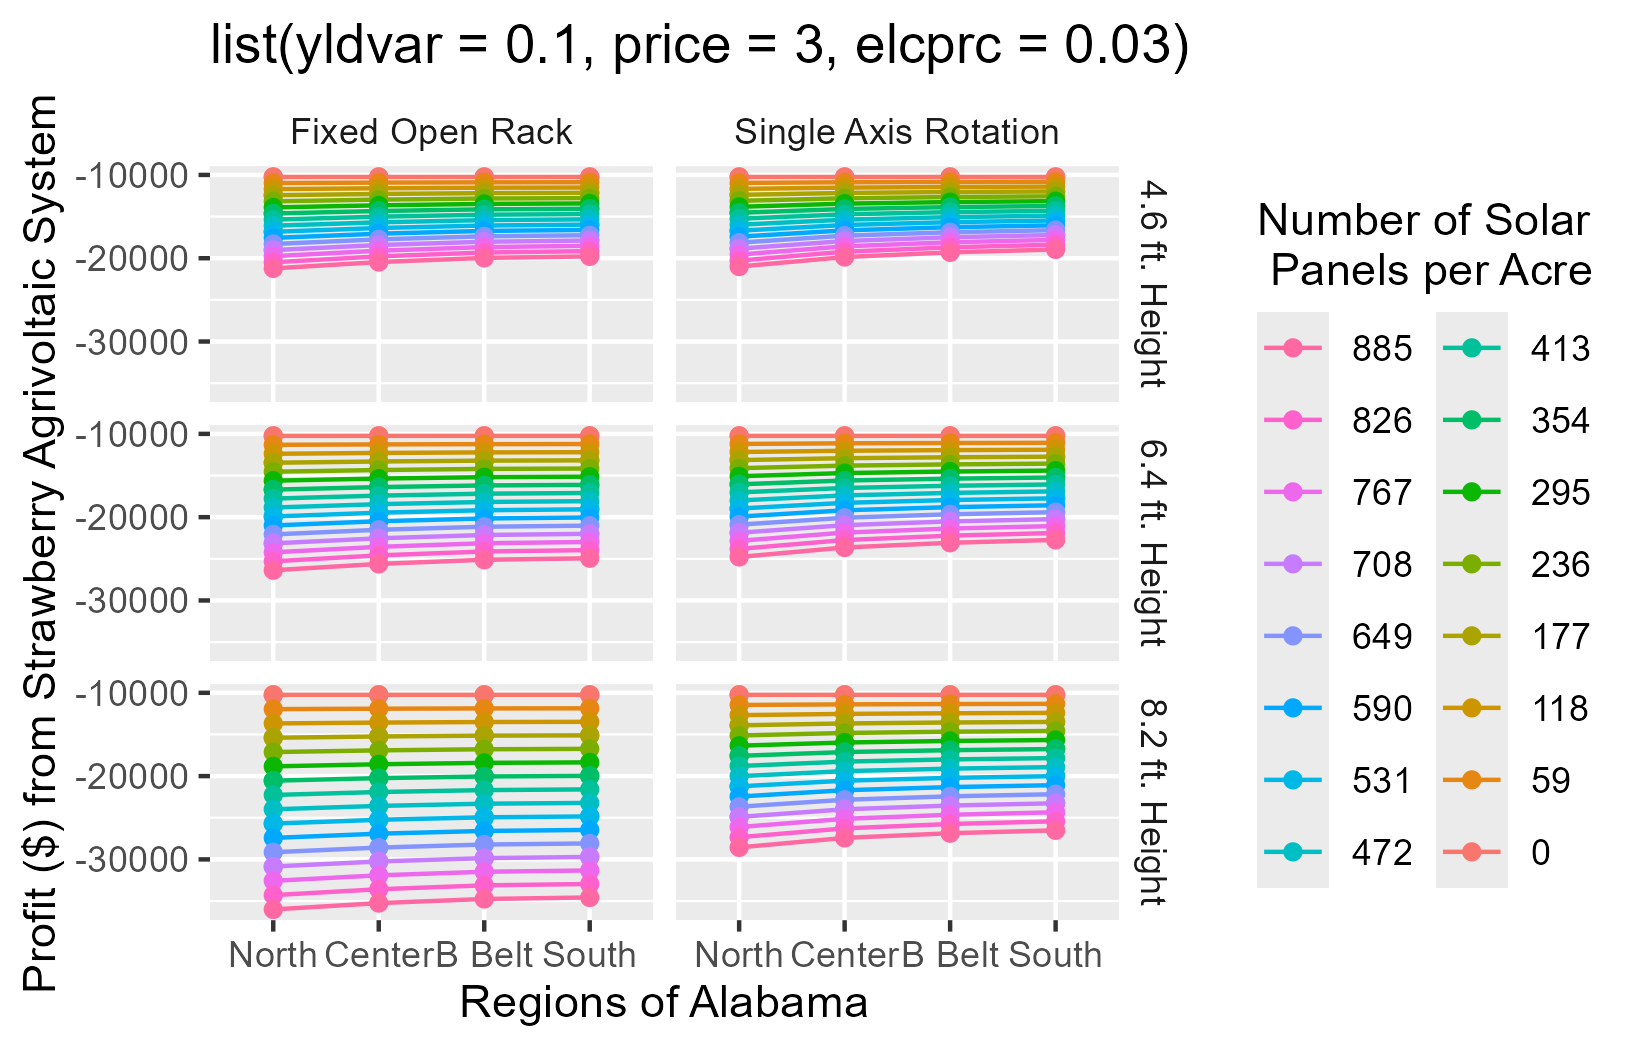 list(yldvar = 0.1, price = 3, elcprc = 0.03)
Profit ($) from Strawberry Agrivoltaic System
Fixed Open Rack
Single Axis Rotation
-10000
-20000
-30000
4.6 ft. Height
-10000
-20000
-30000
6.4 ft. Height
-10000
-20000
-30000
8.2 ft. Height
North Center B Belt South
North Center B Belt South
Regions of Alabama
Number of Solar
Panels per Acre
885
826
767
708
649
590
531
472
413
354
295
236
177
118
59
0